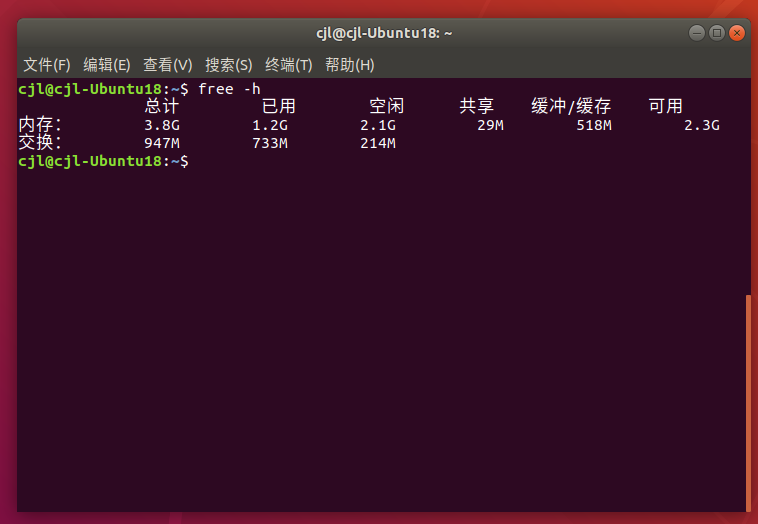 cjl@cjl-Ubuntu18: ~
文件(F) 编辑(E) 查看(V) 搜索(S) 终端(T) 帮助(H)
cjl@cjl-Ubuntu18:~$ free -h
总计 已用 空闲 共享 缓冲/缓存 可用
内存： 3.8G 1.2G 2.1G 29M 518M 2.3G
交换： 947M 733M 214M
cjl@cjl-Ubuntu18:~$